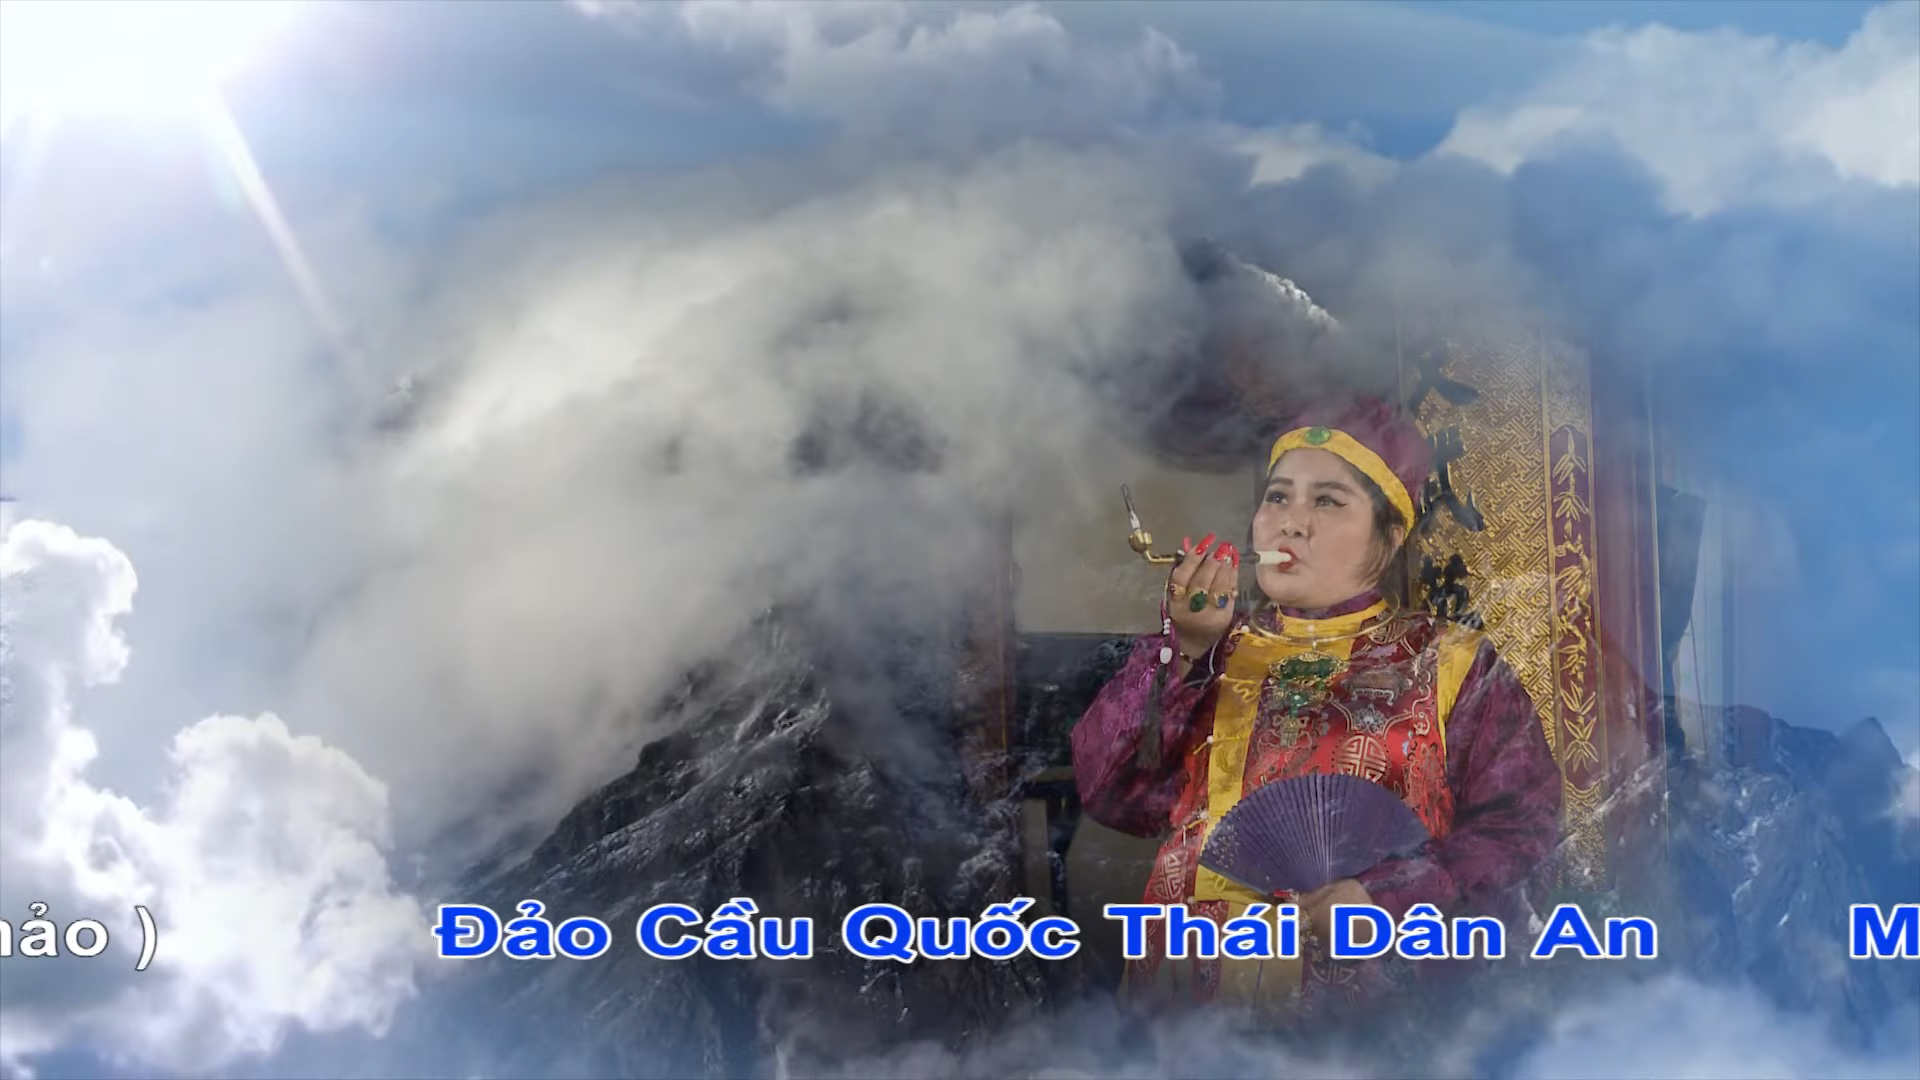 ảo ) Đảo Cầu Quốc Thái Dân An M